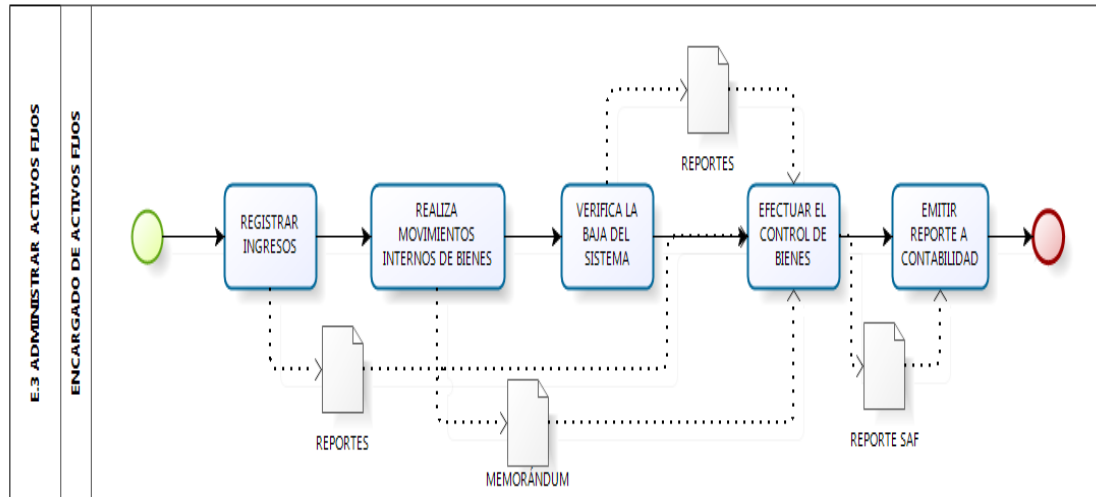 E.3 ADMINISTRAR ACTIVOS FIJOS
ENCARGADO DE ACTIVOS FIJOS
REPORTES
REGISTRAR
INGRESOS
REALIZA
MOVIMIENTOS
INTERNOS DE BIENES
VERIFICA LA
BAJA DEL
SISTEMA
EFECTUAR EL
CONTROL DE
BIENES
EMITIR
REPORTE A
CONTABILIDAD
REPORTES
MEMORÁNDUM
REPORTE SAF